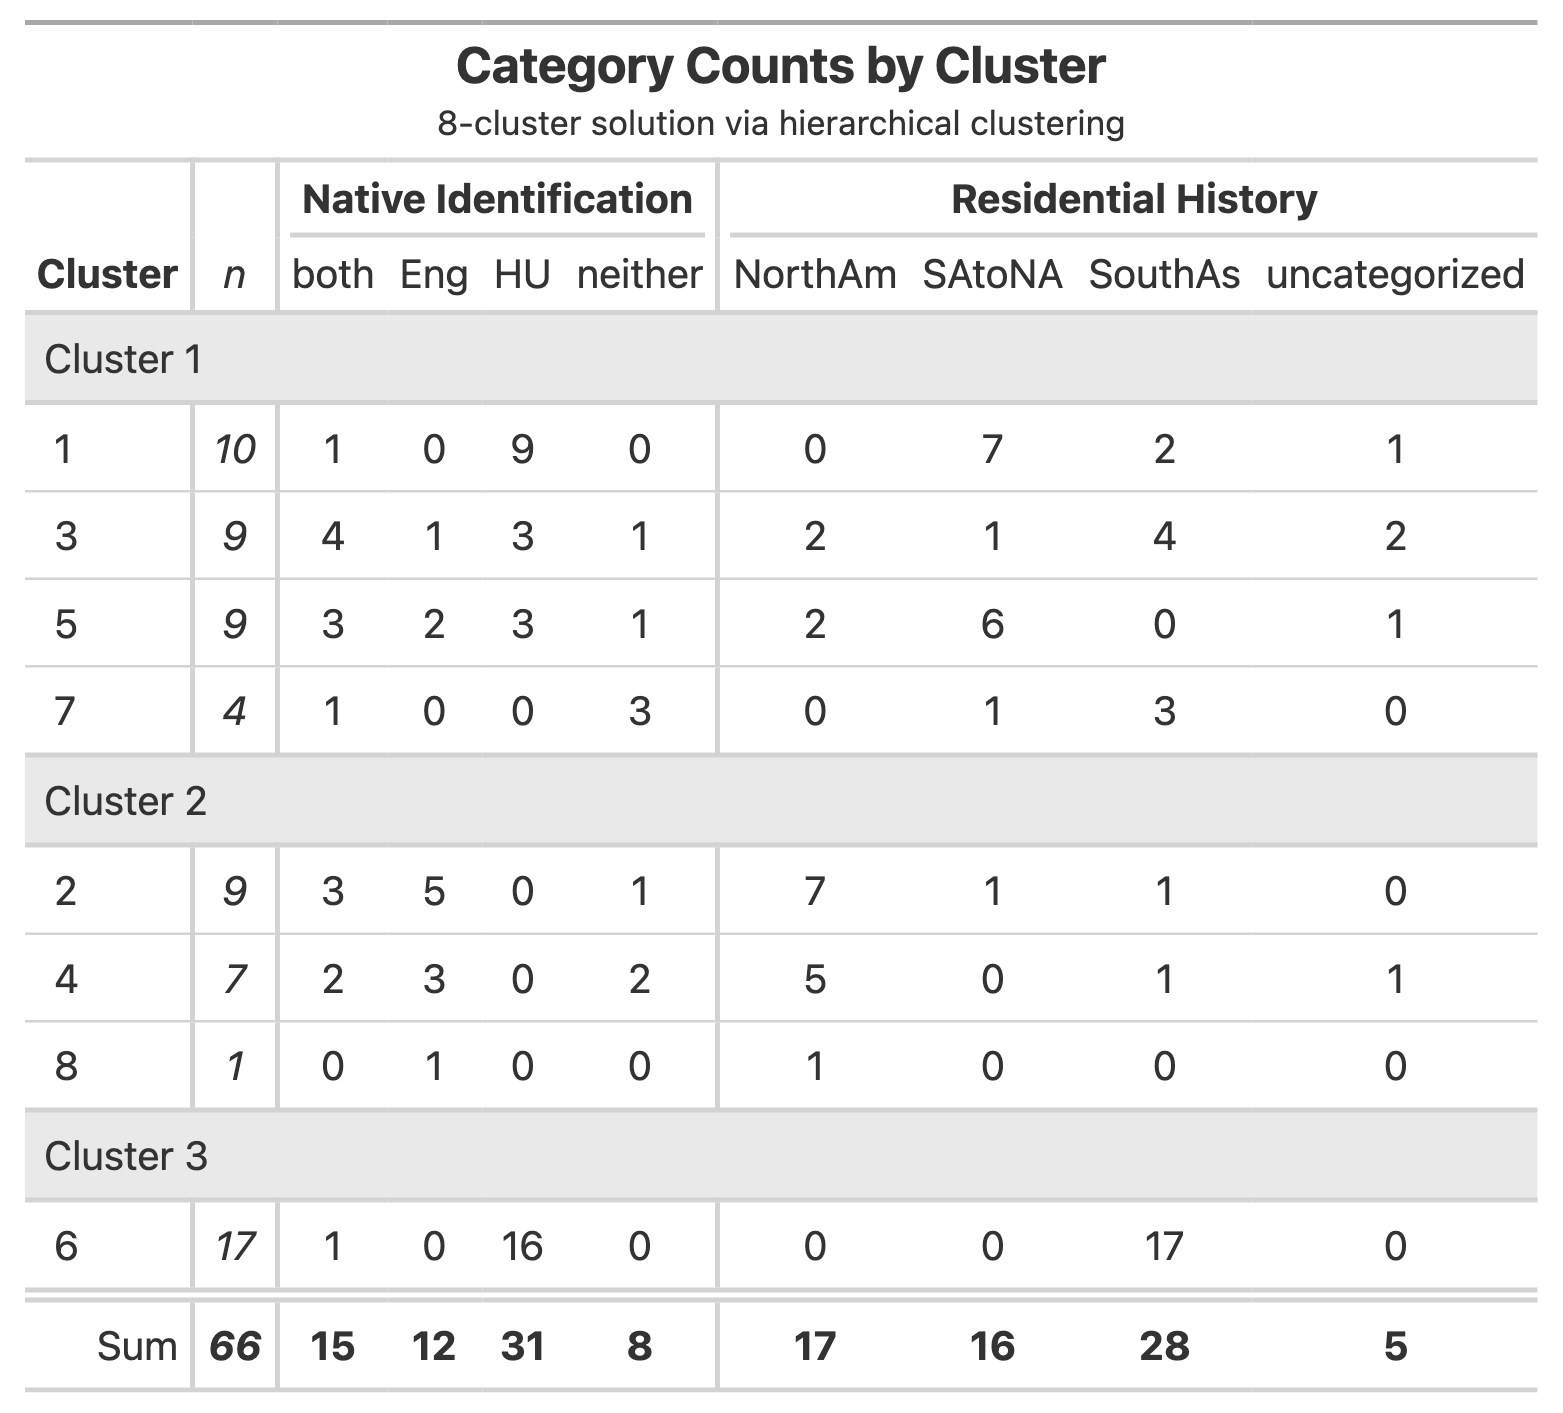 Category Counts by Cluster
8-cluster solution via hierarchical clustering
Native Identification Residential History
Cluster n both Eng HU neither NorthAm SAtoNA SouthAs uncategorized
Cluster 1
1 10 1 0 9 0 0 7 2 1
3 9 4 1 3 1 2 1 4 2
5 9 3 2 3 1 2 6 0 1
7 4 1 0 0 3 0 1 3 0
Cluster 2
2 9 3 5 0 1 7 1 1 0
4 7 2 3 0 2 5 0 1 1
8 1 0 1 0 0 1 0 0 0
Cluster 3
6 17 1 0 16 0 0 0 17 0
Sum 66 15 12 31 8 17 16 28 5